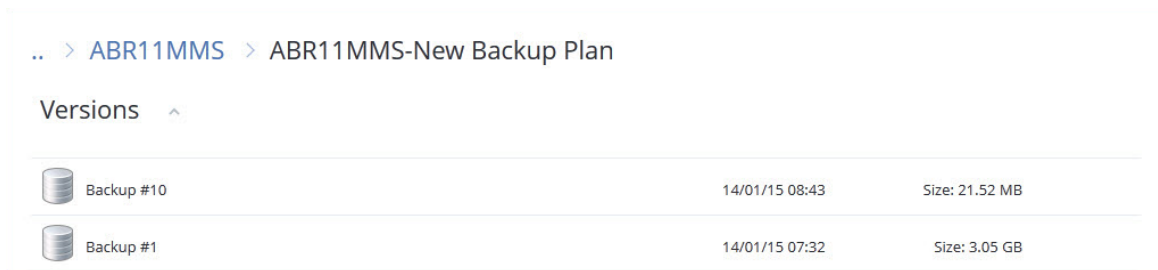 .. > ABR11MMS > ABR11MMS-New Backup Plan
Versions
Backup #10 14/01/15 08:43 Size: 21.52 MB
Backup #1 14/01/15 07:32 Size: 3.05 GB